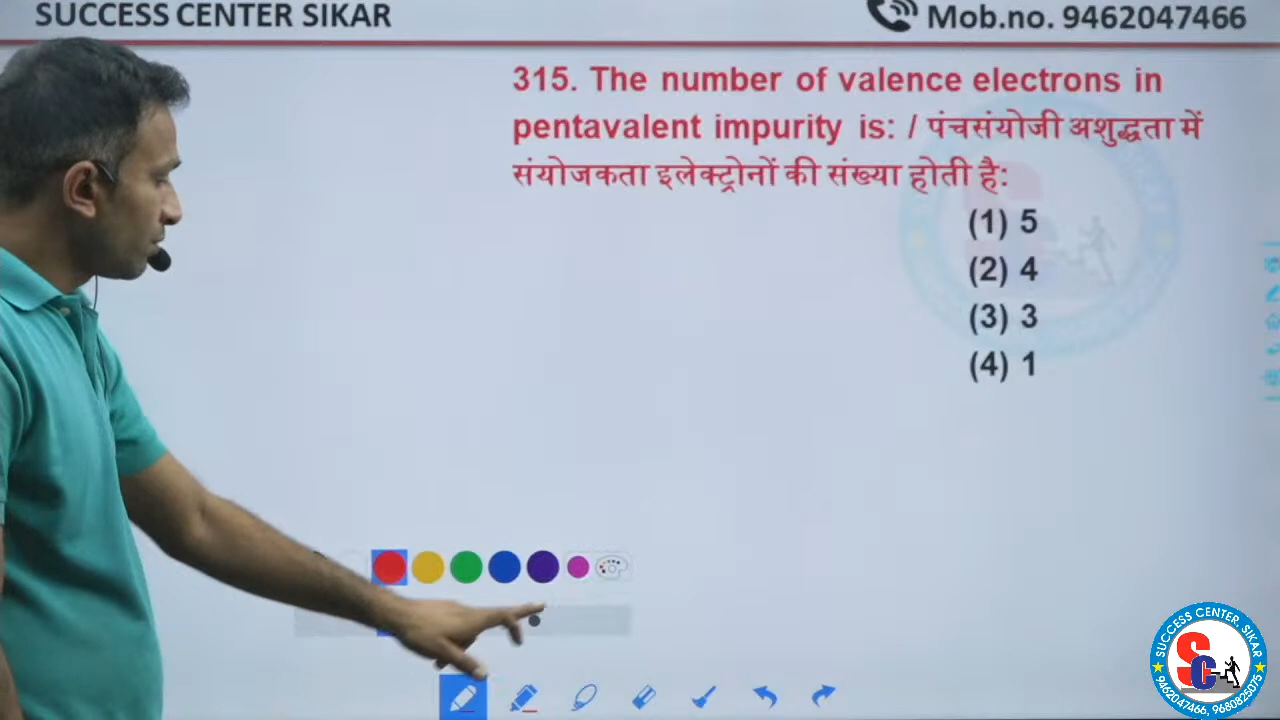 SUCCESS CENTER SIKAR
Mob.no. 9462047466
315. The number of valence electrons in
pentavalent impurity is: / पंचसंयोजी अशुद्धता में
संयोजकता इलेक्ट्रोनों की संख्या होती है:
(1) 5
(2) 4
(3) 3
(4) 1
SUCCESS CENTER, SIKAR
SC
9462047466, 9680825075